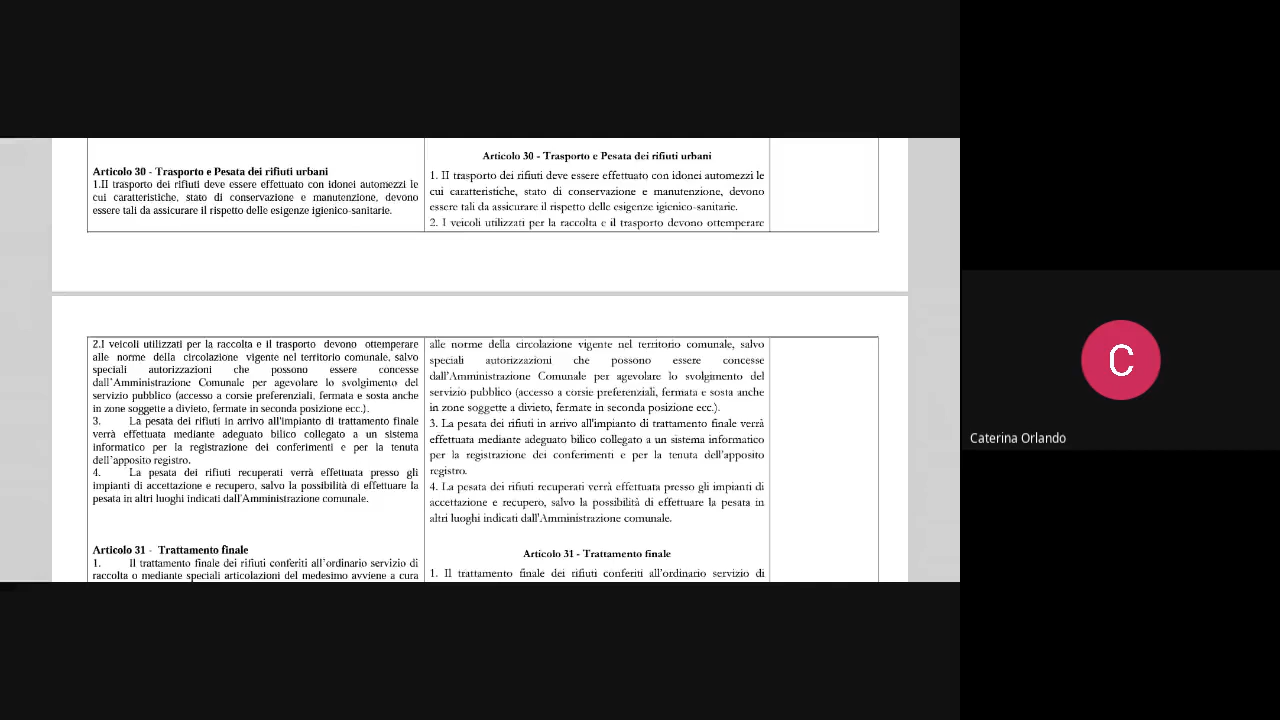 Articolo 30 - Trasporto e Pesata dei rifiuti urbani
1.Il trasporto dei rifiuti deve essere effettuato con idonei automezzi le
cui caratteristiche, stato di conservazione e manutenzione, devono
essere tali da assicurare il rispetto delle esigenze igienico-sanitarie.
2.I veicoli utilizzati per la raccolta e il trasporto devono ottemperare
alle norme della circolazione vigente nel territorio comunale, salvo
speciali autorizzazioni che possono essere concesse
dall'Amministrazione Comunale per agevolare lo svolgimento del
servizio pubblico (accesso a corsie preferenziali, fermata e sosta anche
in zone soggette a divieto, fermate in seconda posizione ecc.).
3. La pesata dei rifiuti in arrivo all'impianto di trattamento finale
verrà effettuata mediante adeguato bilico collegato a un sistema
informatico per la registrazione dei conferimenti e per la tenuta
dell'apposito registro.
4. La pesata dei rifiuti recuperati verrà effettuata presso gli
impianti di accettazione e recupero, salvo la possibilità di effettuare la
pesata in altri luoghi indicati dall'Amministrazione comunale.
Articolo 31 - Trattamento finale
1. Il trattamento finale dei rifiuti conferiti all'ordinario servizio di
raccolta o mediante speciali articolazioni del medesimo avviene a cura
Articolo 30 - Trasporto e Pesata dei rifiuti urbani
1. II trasporto dei rifiuti deve essere effettuato con idonei automezzi le
cui caratteristiche, stato di conservazione e manutenzione, devono
essere tali da assicurare il rispetto delle esigenze igienico-sanitarie.
2. I veicoli utilizzati per la raccolta e il trasporto devono ottemperare
alle norme della circolazione vigente nel territorio comunale, salvo
speciali autorizzazioni che possono essere concesse
dall'Amministrazione Comunale per agevolare lo svolgimento del
servizio pubblico (accesso a corsie preferenziali, fermata e sosta anche
in zone soggette a divieto, fermate in seconda posizione ecc.).
3. La pesata dei rifiuti in arrivo all'impianto di trattamento finale verrà
effettuata mediante adeguato bilico collegato a un sistema informatico
per la registrazione dei conferimenti e per la tenuta dell'apposito
registro.
4. La pesata dei rifiuti recuperati verrà effettuata presso gli impianti di
accettazione e recupero, salvo la possibilità di effettuare la pesata in
altri luoghi indicati dall'Amministrazione comunale.
Articolo 31 - Trattamento finale
1. Il trattamento finale dei rifiuti conferiti all'ordinario servizio di
C
Caterina Orlando